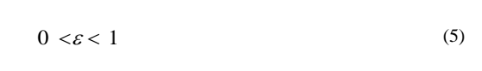 0 < ε < 1 (5)